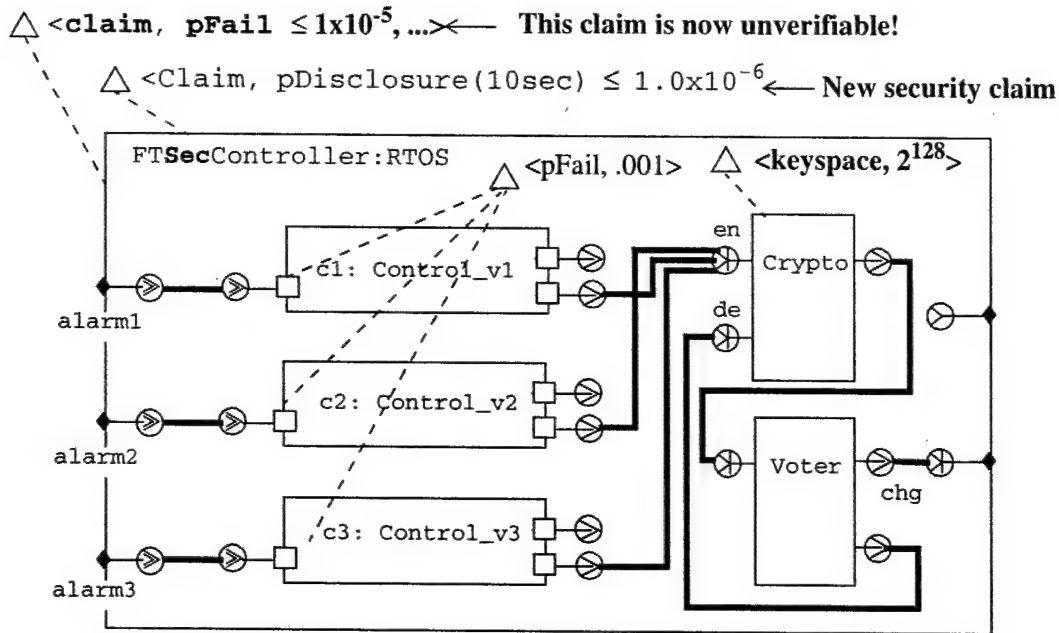 <claim, pFail ≤ 1x10⁻⁵, ...> This claim is now unverifiable!
<Claim, pDisclosure(10sec) ≤ 1.0x10⁻⁶ New security claim
FTSecController:RTOS
<pFail, .001>
<keyspace, 2¹²⁸>
en
c1: Control_v1
Crypto
alarm1
de
c2: Control_v2
alarm2
Voter
chg
c3: Control_v3
alarm3